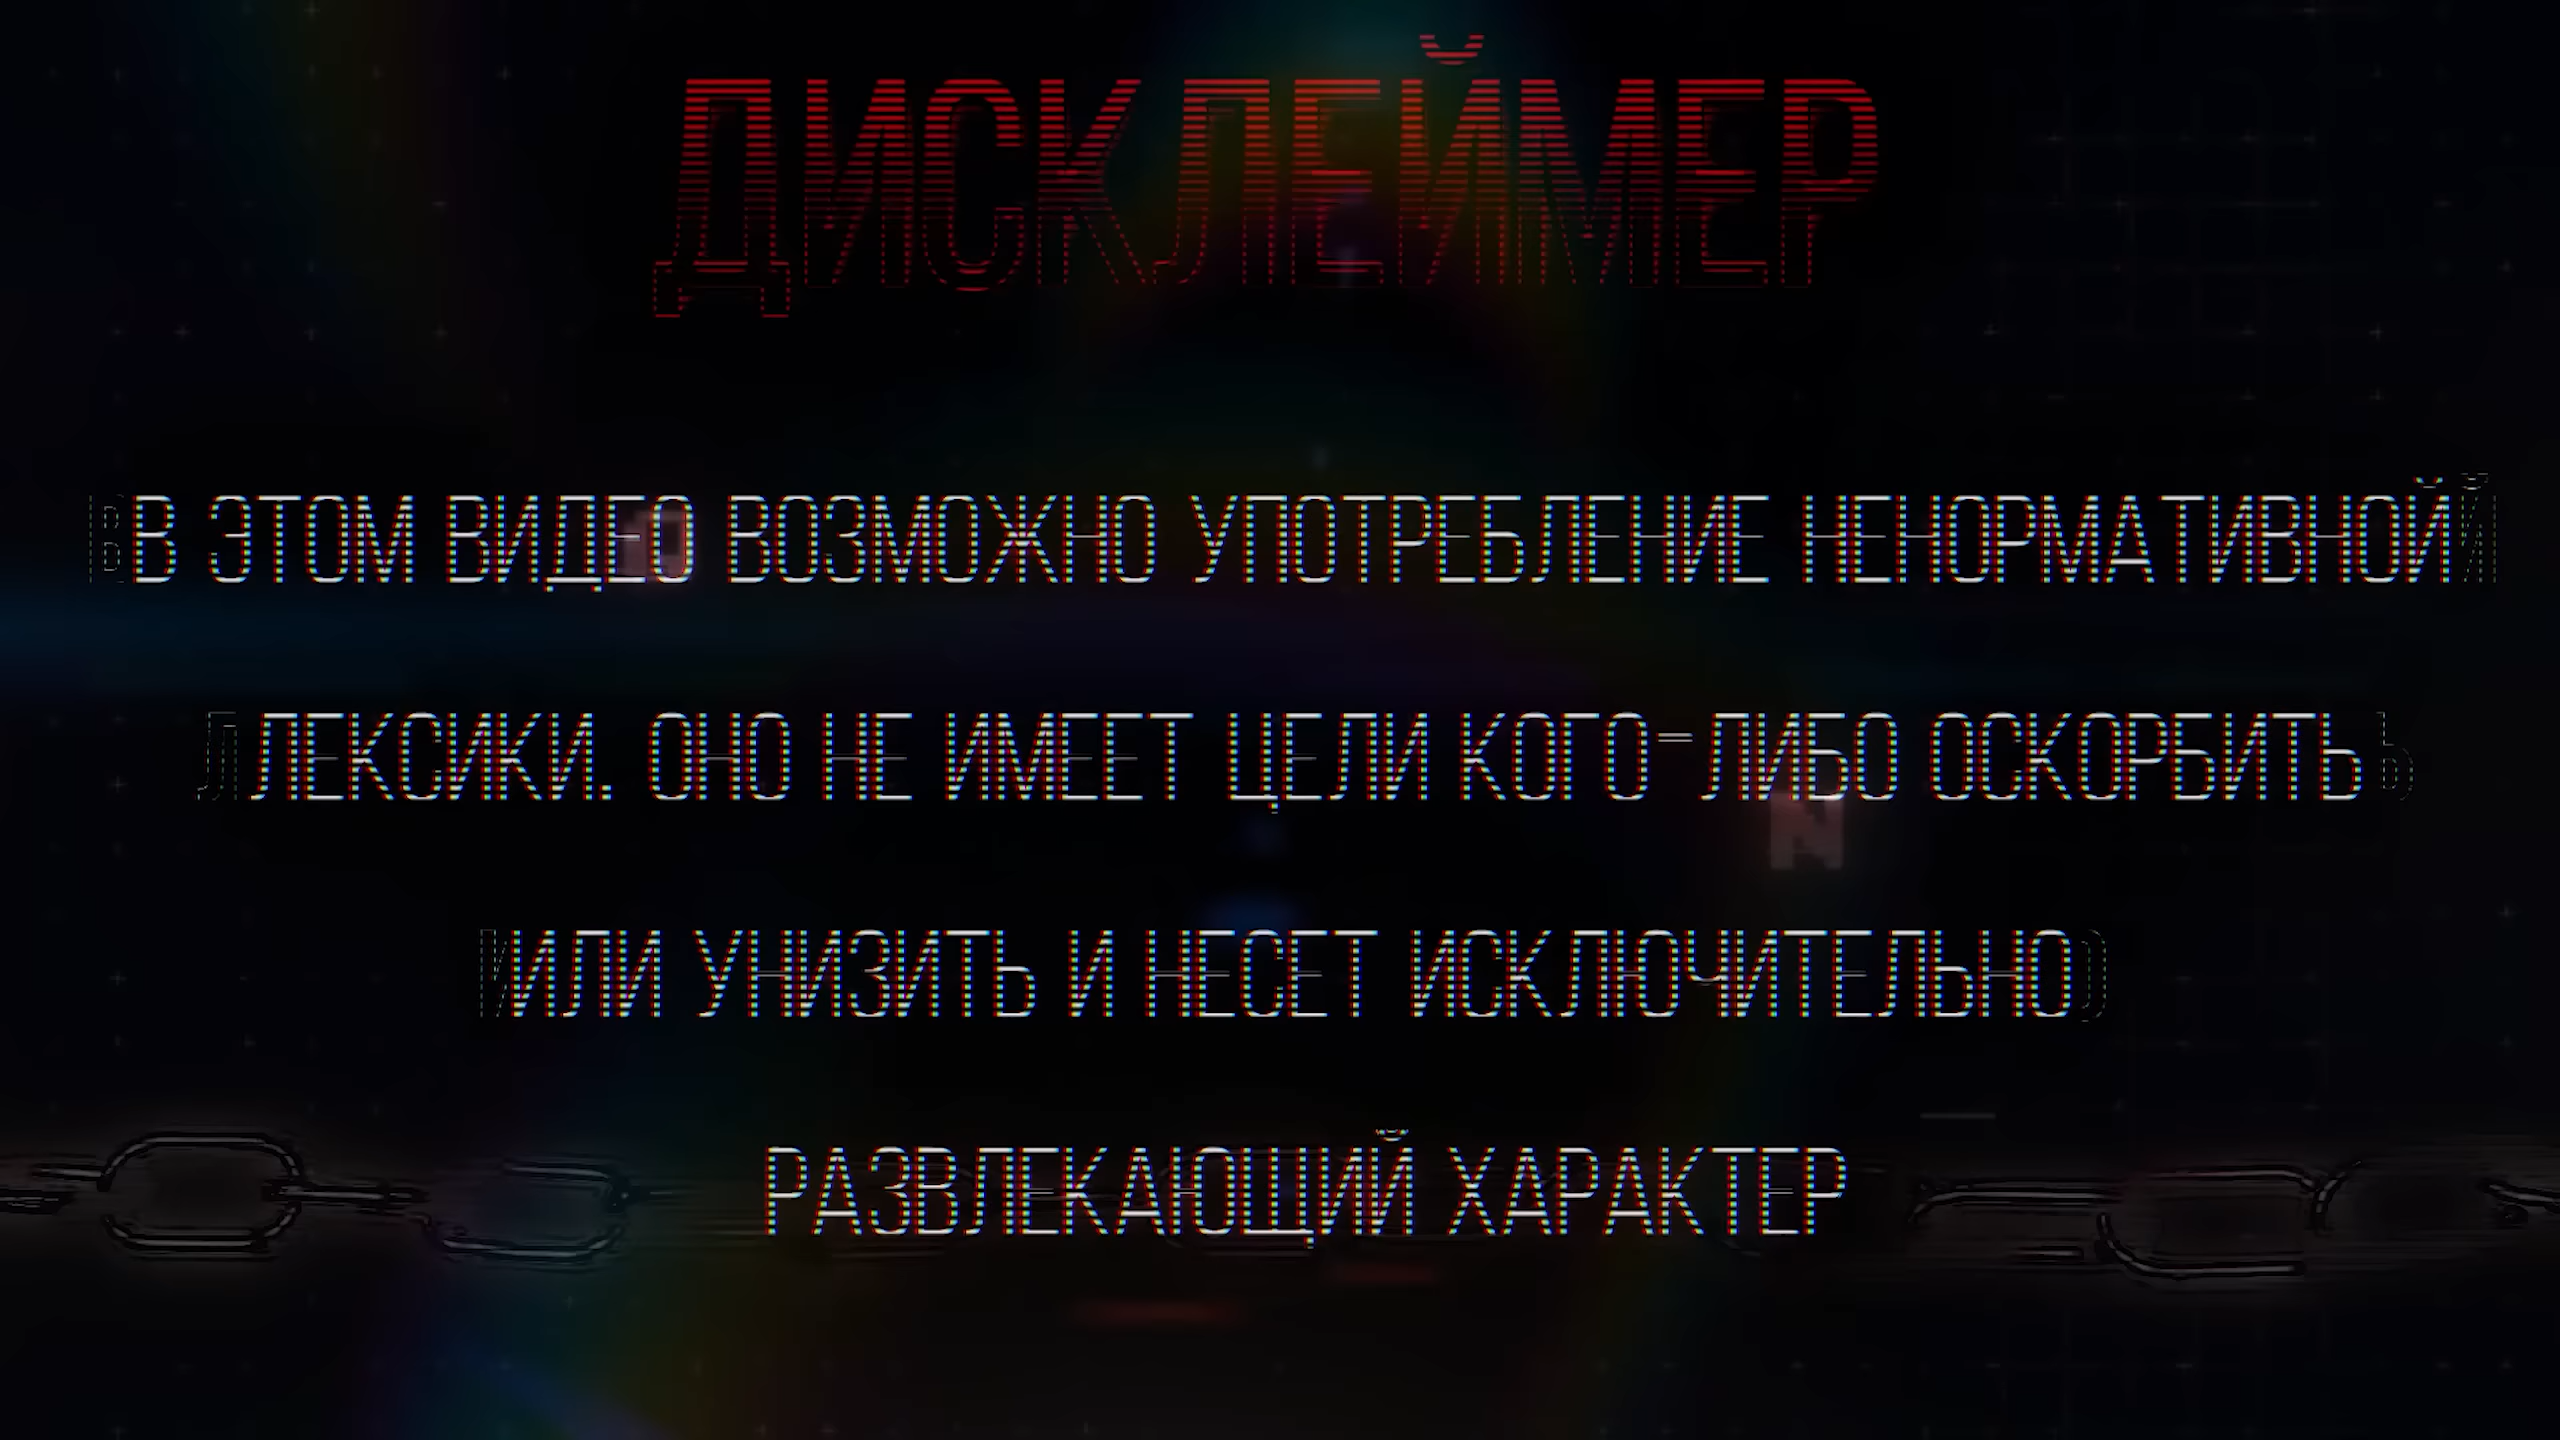 ДИСКЛЕЙМЕР
В ЭТОМ ВИДЕО ВОЗМОЖНО УПОТРЕБЛЕНИЕ НЕНОРМАТИВНОЙ
ЛЕКСИКИ. ОНО НЕ ИМЕЕТ ЦЕЛИ КОГО-ЛИБО ОСКОРБИТЬ
ИЛИ УНИЗИТЬ И НЕСЕТ ИСКЛЮЧИТЕЛЬНО
РАЗВЛЕКАЮЩИЙ ХАРАКТЕР